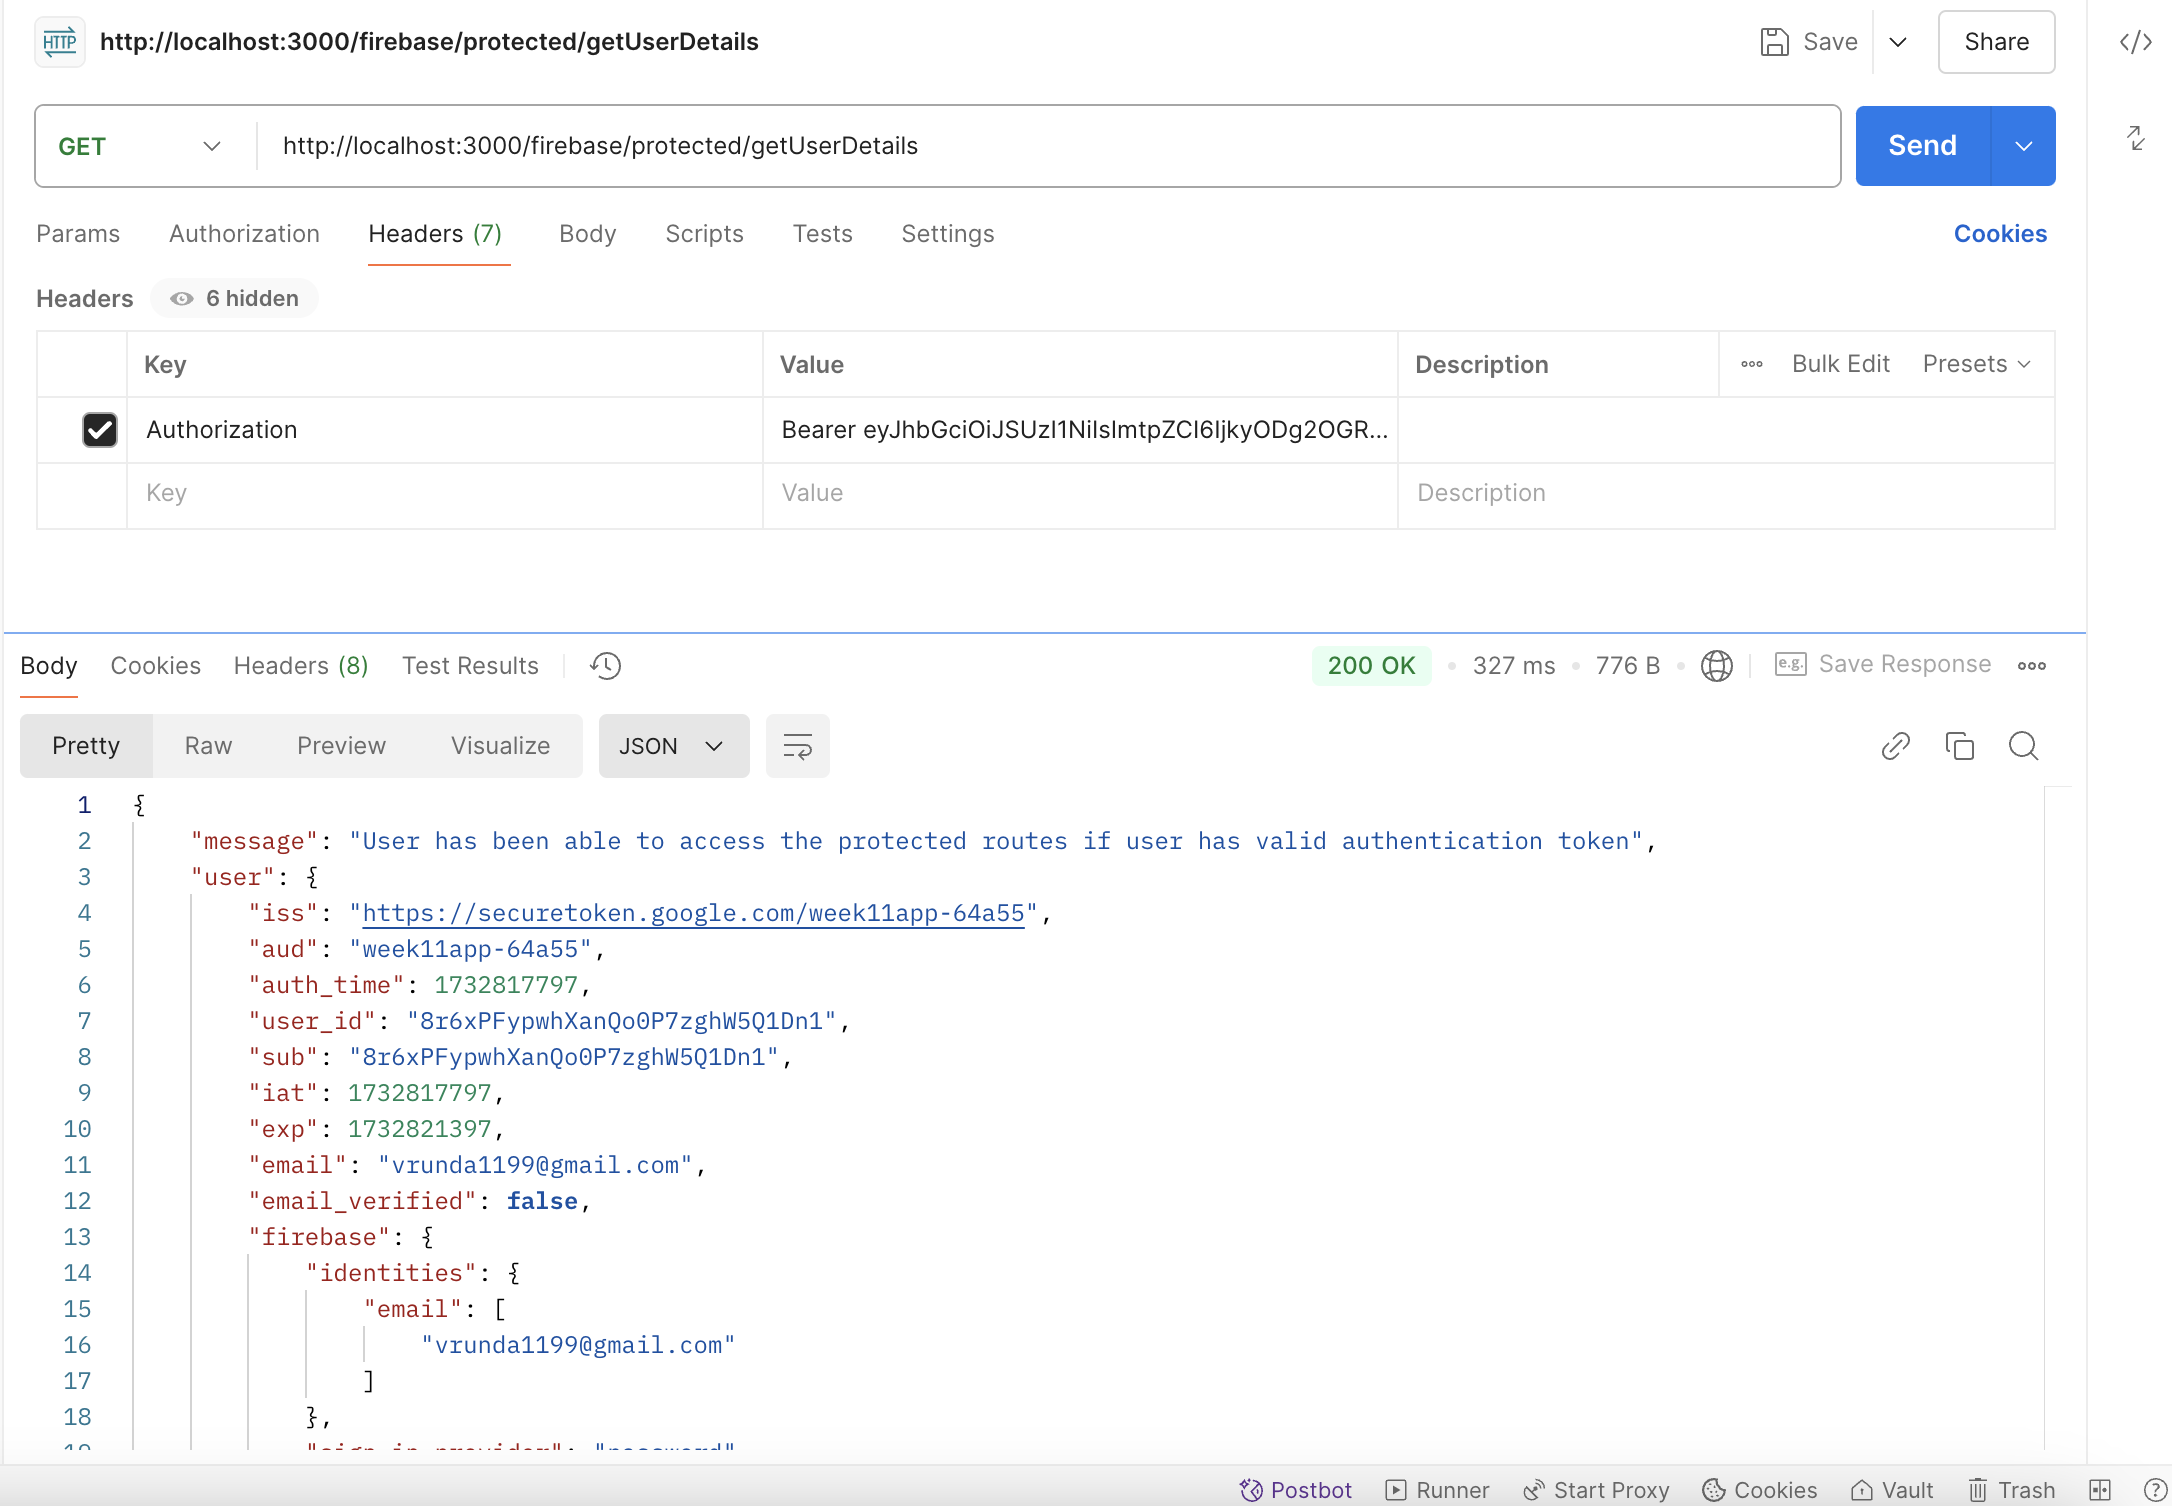 HTTP http://localhost:3000/firebase/protected/getUserDetails Save Share
GET http://localhost:3000/firebase/protected/getUserDetails Send
Params Authorization Headers (7) Body Scripts Tests Settings Cookies
Headers 6 hidden
Key Value Description Bulk Edit Presets
Authorization Bearer eyJhbGciOiJSUzI1NiIsImtpZCI6IjkyODg2OGR...
Key Value Description
Body Cookies Headers (8) Test Results 200 OK 327 ms 776 B e.g. Save Response
Pretty Raw Preview Visualize JSON
1 {
2 "message": "User has been able to access the protected routes if user has valid authentication token",
3 "user": {
4 "iss": "https://securetoken.google.com/week11app-64a55",
5 "aud": "week11app-64a55",
6 "auth_time": 1732817797,
7 "user_id": "8r6xPFypwhXanQo0P7zghW5Q1Dn1",
8 "sub": "8r6xPFypwhXanQo0P7zghW5Q1Dn1",
9 "iat": 1732817797,
10 "exp": 1732821397,
11 "email": "vrunda1199@gmail.com",
12 "email_verified": false,
13 "firebase": {
14 "identities": {
15 "email": [
16 "vrunda1199@gmail.com"
17 ]
18 },
19 "sign_in_provider": "password"
Postbot Runner Start Proxy Cookies Vault Trash